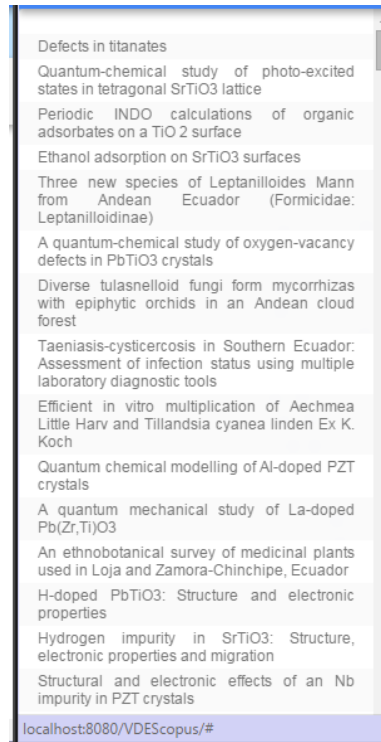 Defects in titanates
Quantum-chemical study of photo-excited
states in tetragonal SrTiO3 lattice
Periodic INDO calculations of organic
adsorbates on a TiO 2 surface
Ethanol adsorption on SrTiO3 surfaces
Three new species of Leptanilloides Mann
from Andean Ecuador (Formicidae:
Leptanilloidinae)
A quantum-chemical study of oxygen-vacancy
defects in PbTiO3 crystals
Diverse tulasnelloid fungi form mycorrhizas
with epiphytic orchids in an Andean cloud
forest
Taeniasis-cysticercosis in Southern Ecuador:
Assessment of infection status using multiple
laboratory diagnostic tools
Efficient in vitro multiplication of Aechmea
Little Harv and Tillandsia cyanea linden Ex K.
Koch
Quantum chemical modelling of Al-doped PZT
crystals
A quantum mechanical study of La-doped
Pb(Zr,Ti)O3
An ethnobotanical survey of medicinal plants
used in Loja and Zamora-Chinchipe, Ecuador
H-doped PbTiO3: Structure and electronic
properties
Hydrogen impurity in SrTiO3: Structure,
electronic properties and migration
Structural and electronic effects of an Nb
impurity in PZT crystals
localhost:8080/VDEScopus/#